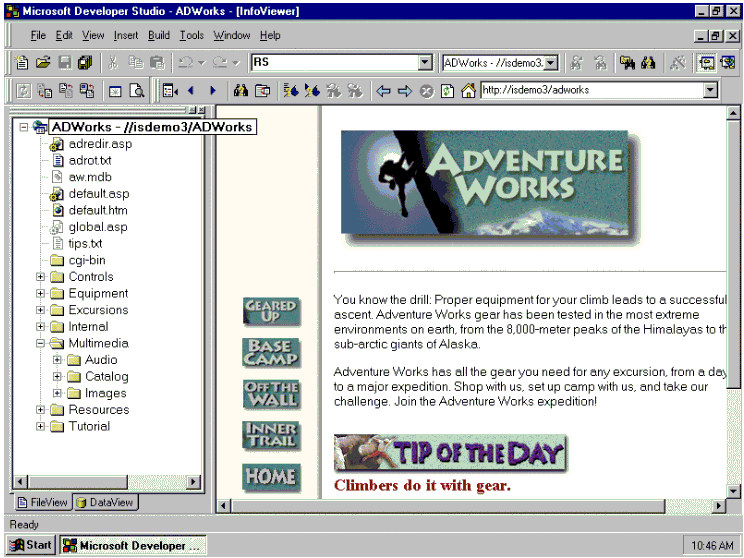 Microsoft Developer Studio - ADWorks - [InfoViewer]
File Edit View Insert Build Tools Window Help
RS
ADWorks - //isdemo3.
http://isdemo3/adworks
ADWorks - //isdemo3/ADWorks
adredir.asp
adrot.txt
aw.mdb
default.asp
default.htm
global.asp
tips.txt
cgi-bin
Controls
Equipment
Excursions
Internal
Multimedia
Audio
Catalog
Images
Resources
Tutorial
FileView DataView
GEARED
UP
BASE
CAMP
OFF THE
WALL
INNER
TRAIL
HOME
ADVENTURE
WORKS
You know the drill: Proper equipment for your climb leads to a successful
ascent. Adventure Works gear has been tested in the most extreme
environments on earth, from the 8,000-meter peaks of the Himalayas to th
sub-arctic giants of Alaska.
Adventure Works has all the gear you need for any excursion, from a day
to a major expedition. Shop with us, set up camp with us, and take our
challenge. Join the Adventure Works expedition!
TIP OF THE DAY
Climbers do it with gear.
Ready
Start Microsoft Developer ... 10:46 AM